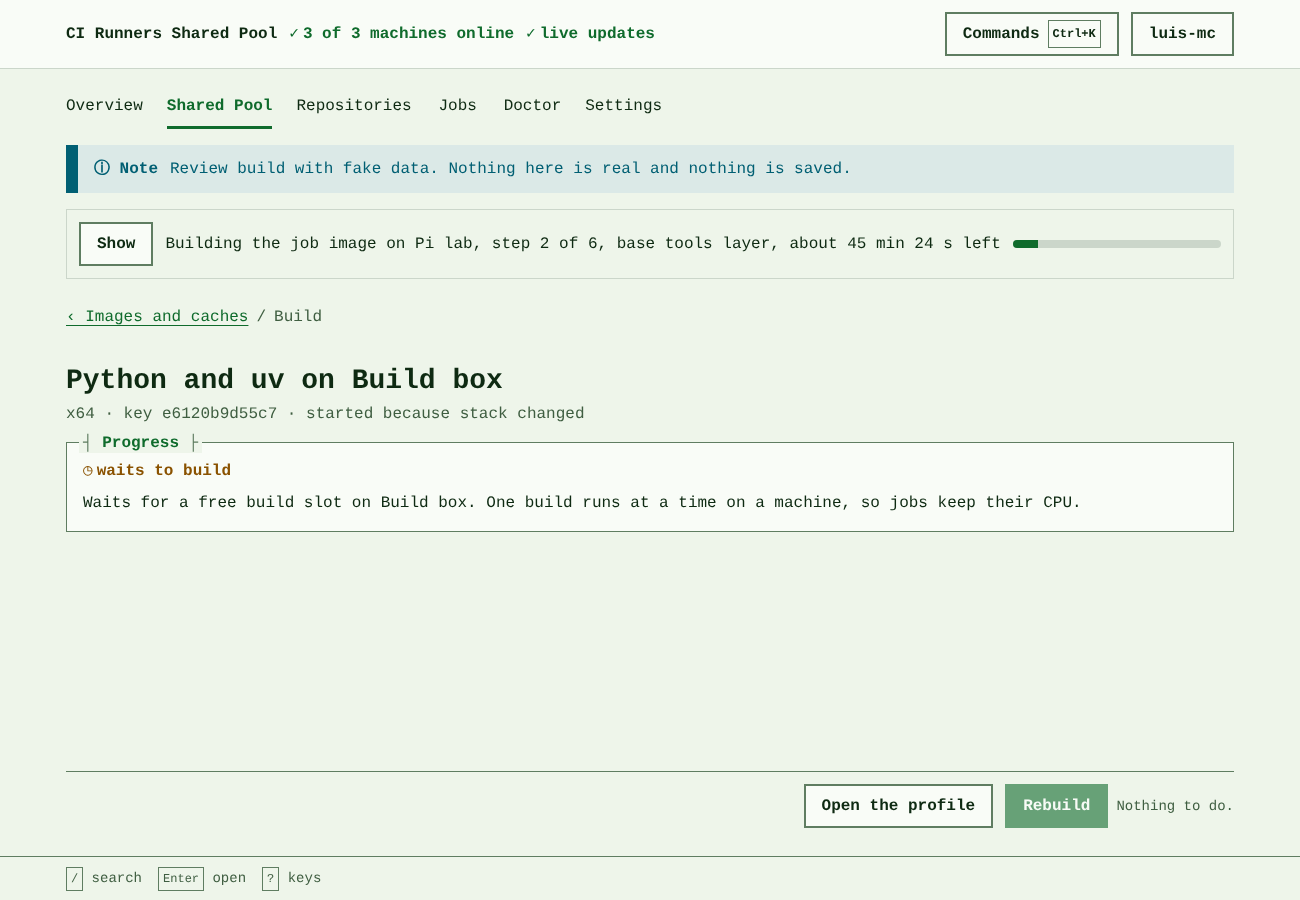 CI Runners Shared Pool ✓ 3 of 3 machines online ✓ live updates
Commands Ctrl+K
luis-mc
Overview Shared Pool Repositories Jobs Doctor Settings
ⓘ Note Review build with fake data. Nothing here is real and nothing is saved.
Show Building the job image on Pi lab, step 2 of 6, base tools layer, about 45 min 24 s left
‹ Images and caches / Build
Python and uv on Build box
x64 · key e6120b9d55c7 · started because stack changed
┤ Progress ├
◷ waits to build
Waits for a free build slot on Build box. One build runs at a time on a machine, so jobs keep their CPU.
Open the profile Rebuild Nothing to do.
/ search Enter open ? keys